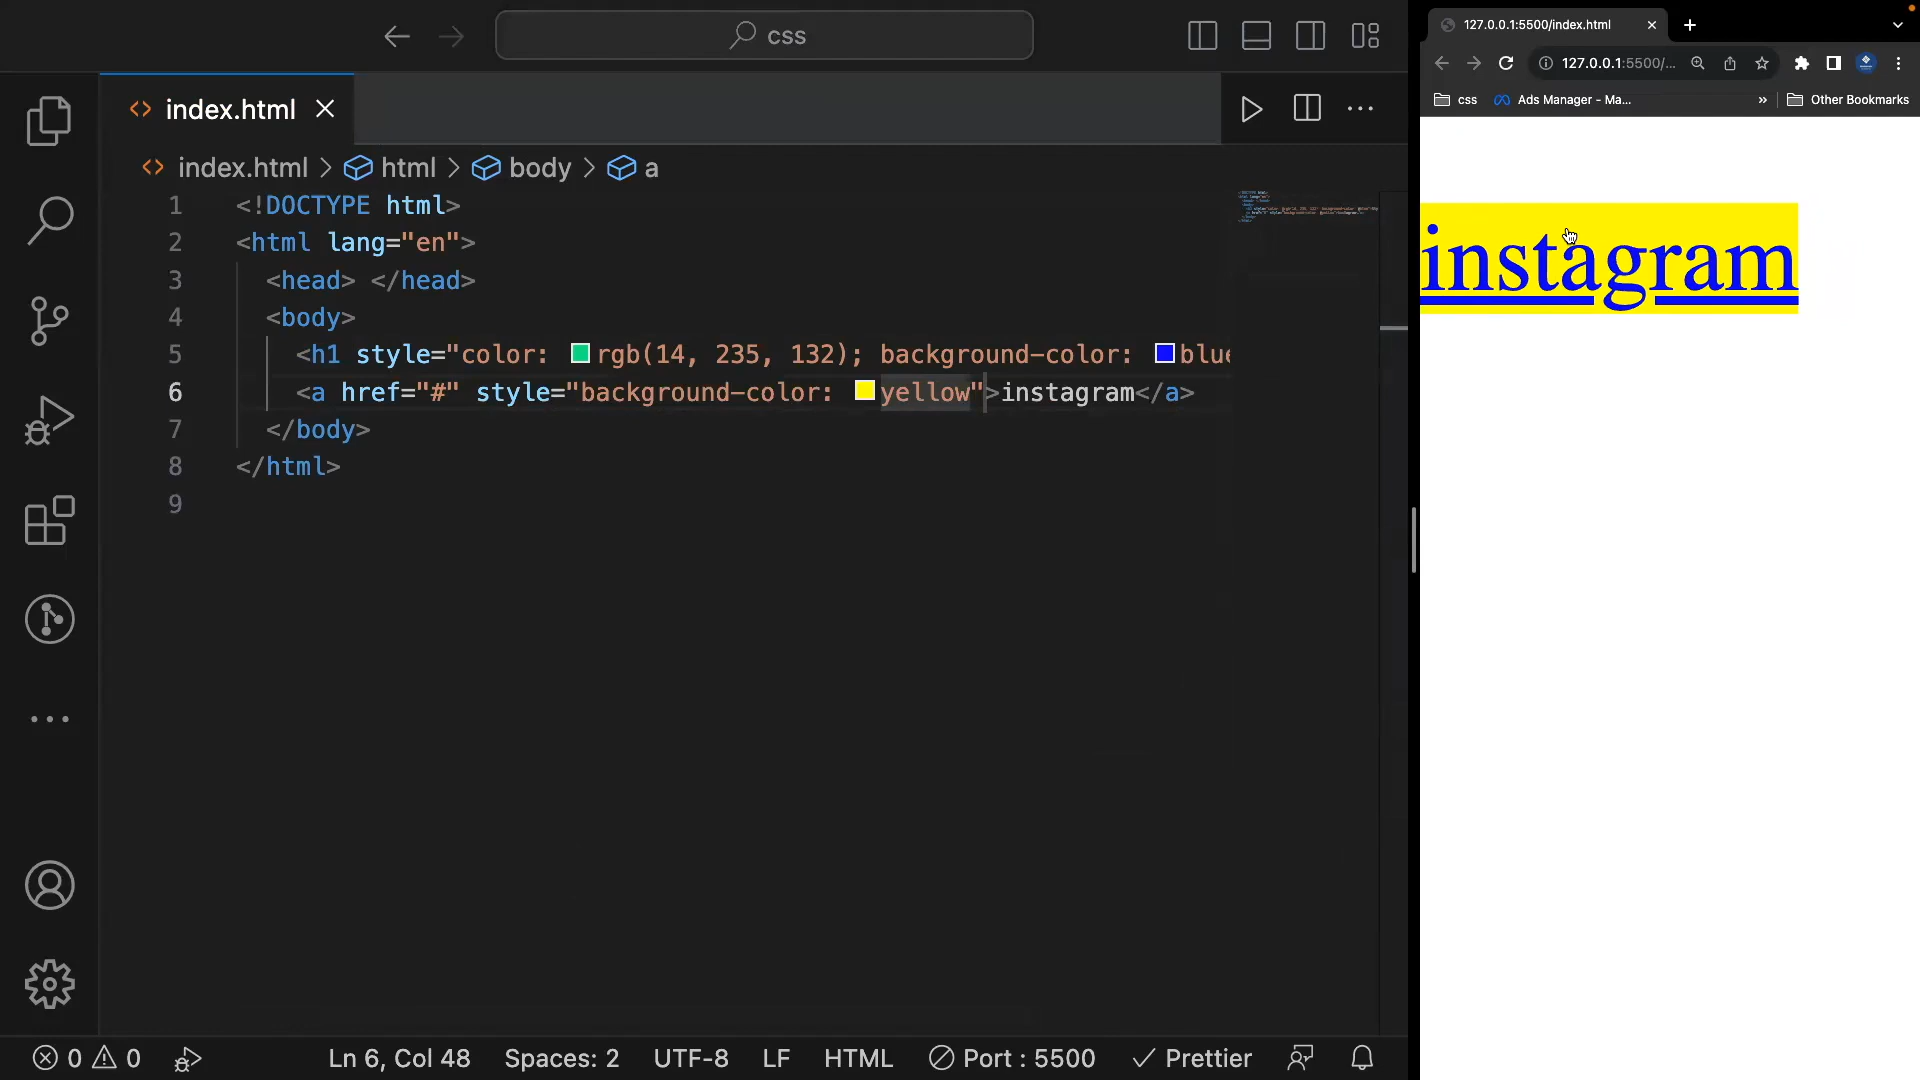 css
127.0.0.1:5500/index.html
127.0.0.1:5500/...
css
Ads Manager - Ma...
»
Other Bookmarks
index.html
index.html > html > body > a
1 <!DOCTYPE html>
2 <html lang="en">
3 <head> </head>
4 <body>
5 <h1 style="color: rgb(14, 235, 132); background-color: blue
6 <a href="#" style="background-color: yellow">instagram</a>
7 </body>
8 </html>
9
instagram
0 0 Ln 6, Col 48 Spaces: 2 UTF-8 LF HTML Port : 5500 Prettier